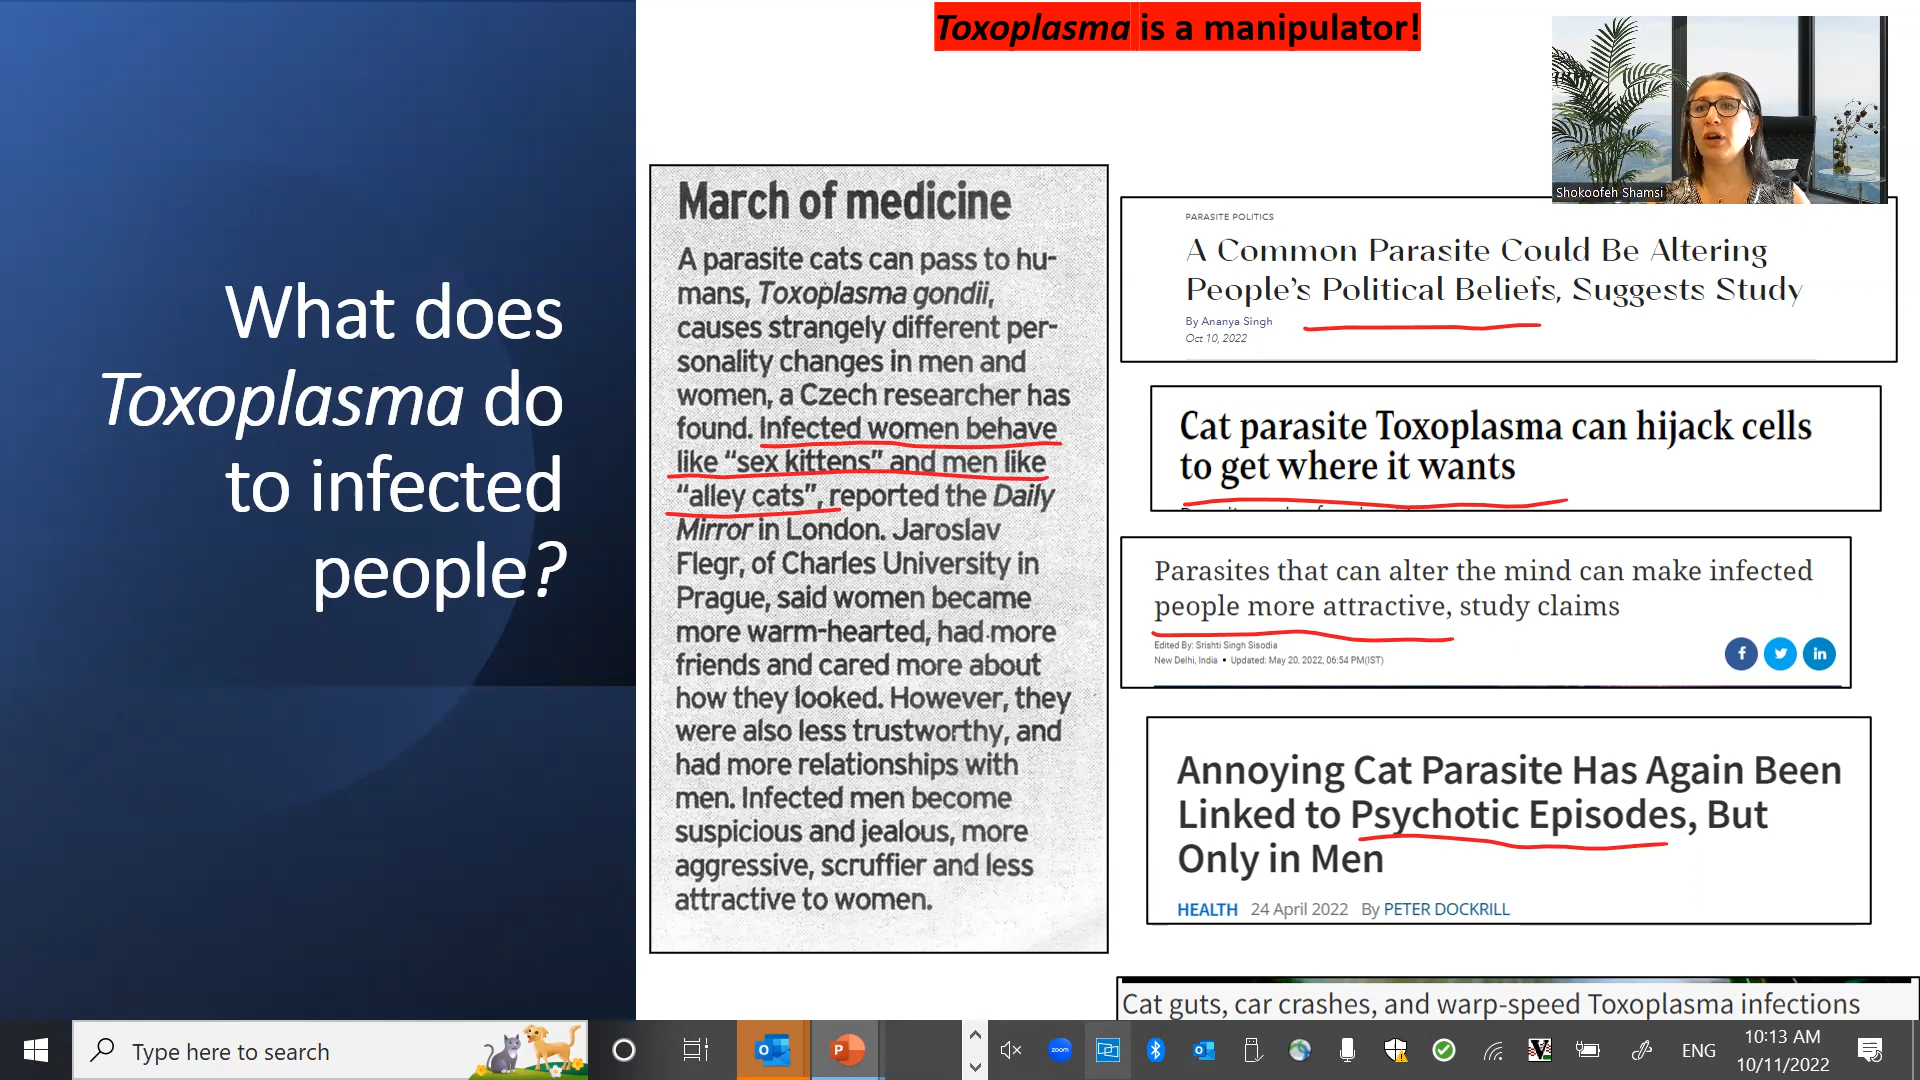 Toxoplasma is a manipulator!
What does
Toxoplasma do
to infected
people?
March of medicine
A parasite cats can pass to hu-
mans, Toxoplasma gondii,
causes strangely different per-
sonality changes in men and
women, a Czech researcher has
found. Infected women behave
like “sex kittens” and men like
“alley cats”, reported the Daily
Mirror in London. Jaroslav
Flegr, of Charles University in
Prague, said women became
more warm-hearted, had more
friends and cared more about
how they looked. However, they
were also less trustworthy, and
had more relationships with
men. Infected men become
suspicious and jealous, more
aggressive, scruffier and less
attractive to women.
Shokoofeh Shamsi
PARASITE POLITICS
A Common Parasite Could Be Altering
People’s Political Beliefs, Suggests Study
By Ananya Singh
Oct 10, 2022
Cat parasite Toxoplasma can hijack cells
to get where it wants
Parasites that can alter the mind can make infected
people more attractive, study claims
Edited By: Srishti Singh Sisodia
New Delhi, India • Updated: May 20, 2022, 06:54 PM(IST)
f
in
Annoying Cat Parasite Has Again Been
Linked to Psychotic Episodes, But
Only in Men
HEALTH 24 April 2022 By PETER DOCKRILL
Cat guts, car crashes, and warp-speed Toxoplasma infections
Type here to search
zoom
ENG
10:13 AM
10/11/2022